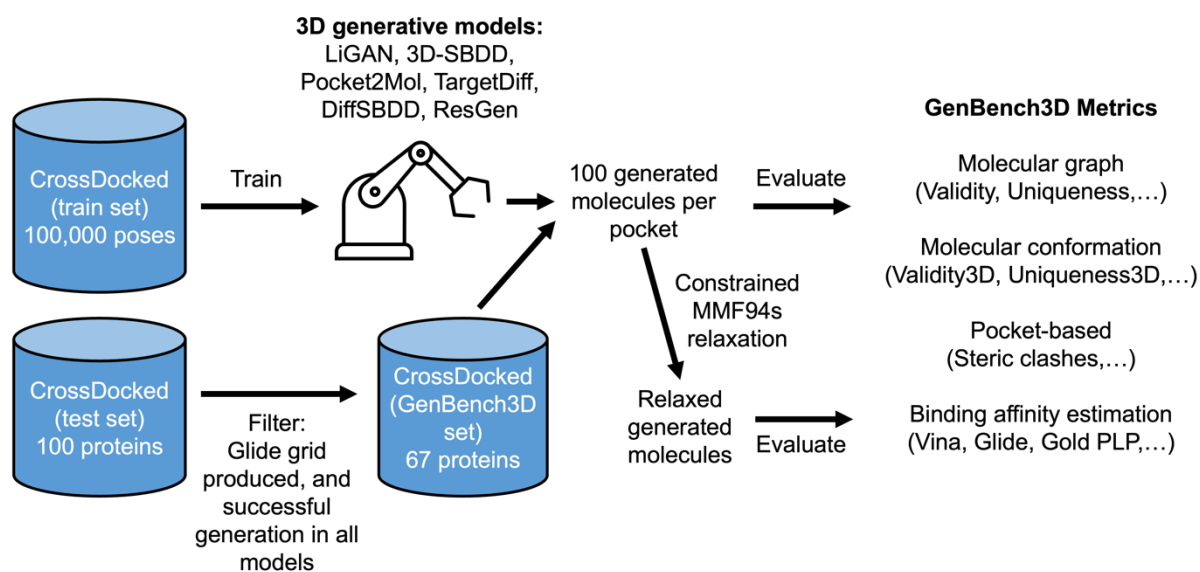 3D generative models:
LiGAN, 3D-SBDD,
Pocket2Mol, TargetDiff,
DiffSBDD, ResGen
CrossDocked
(train set)
100,000 poses
Train
100 generated
molecules per
pocket
Evaluate
GenBench3D Metrics
Molecular graph
(Validity, Uniqueness,…)
Molecular conformation
(Validity3D, Uniqueness3D,…)
Pocket-based
(Steric clashes,…)
Binding affinity estimation
(Vina, Glide, Gold PLP,…)
Constrained
MMF94s
relaxation
CrossDocked
(test set)
100 proteins
Filter:
Glide grid
produced, and
successful
generation in all
models
CrossDocked
(GenBench3D
set)
67 proteins
Relaxed
generated
molecules
Evaluate